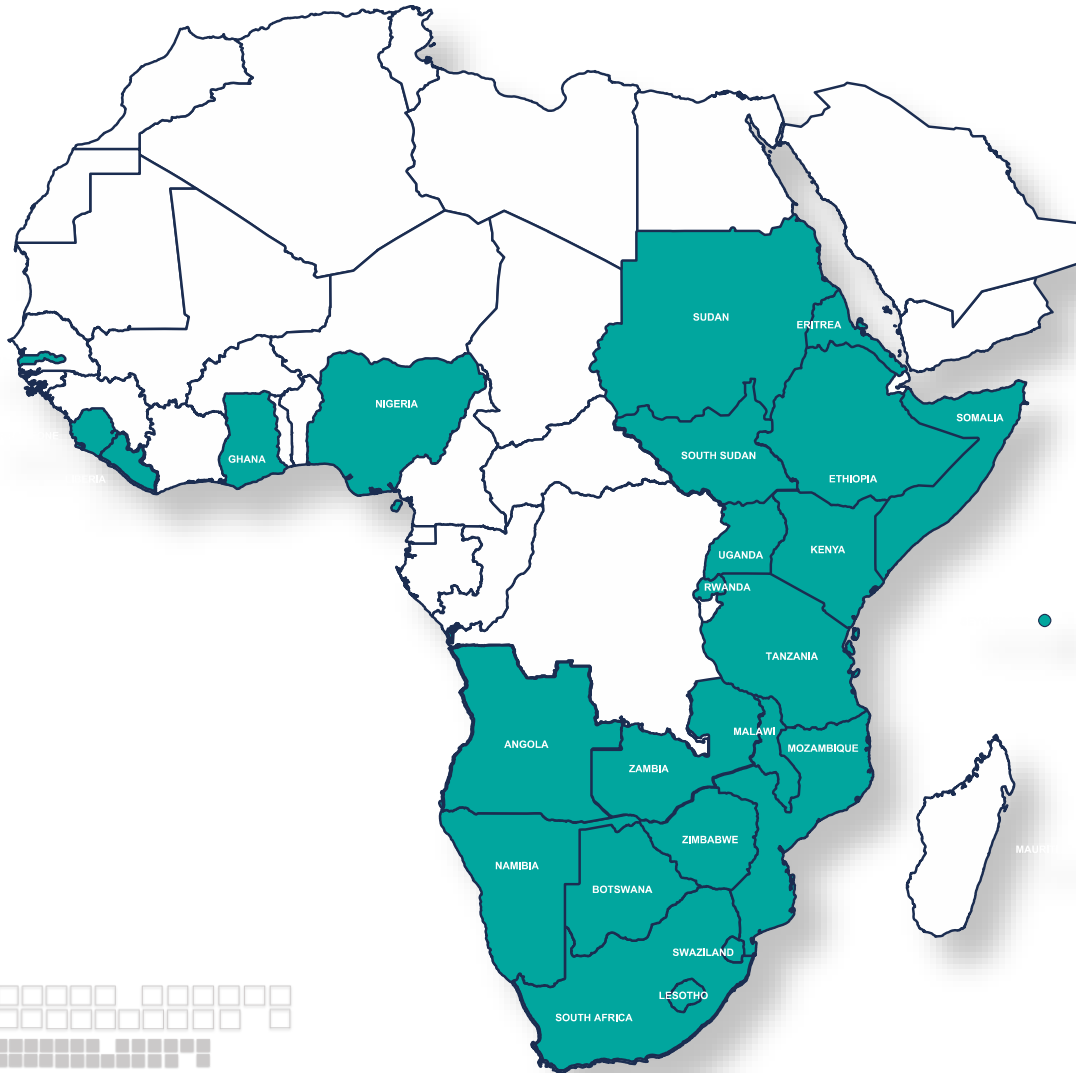 SUDAN
ERITREA
NIGERIA
SOMALIA
GHANA
SOUTH SUDAN
ETHIOPIA
UGANDA
KENYA
RWANDA
TANZANIA
MALAWI
ANGOLA
MOZAMBIQUE
ZAMBIA
ZIMBABWE
NAMIBIA
BOTSWANA
SWAZILAND
LESOTHO
SOUTH AFRICA